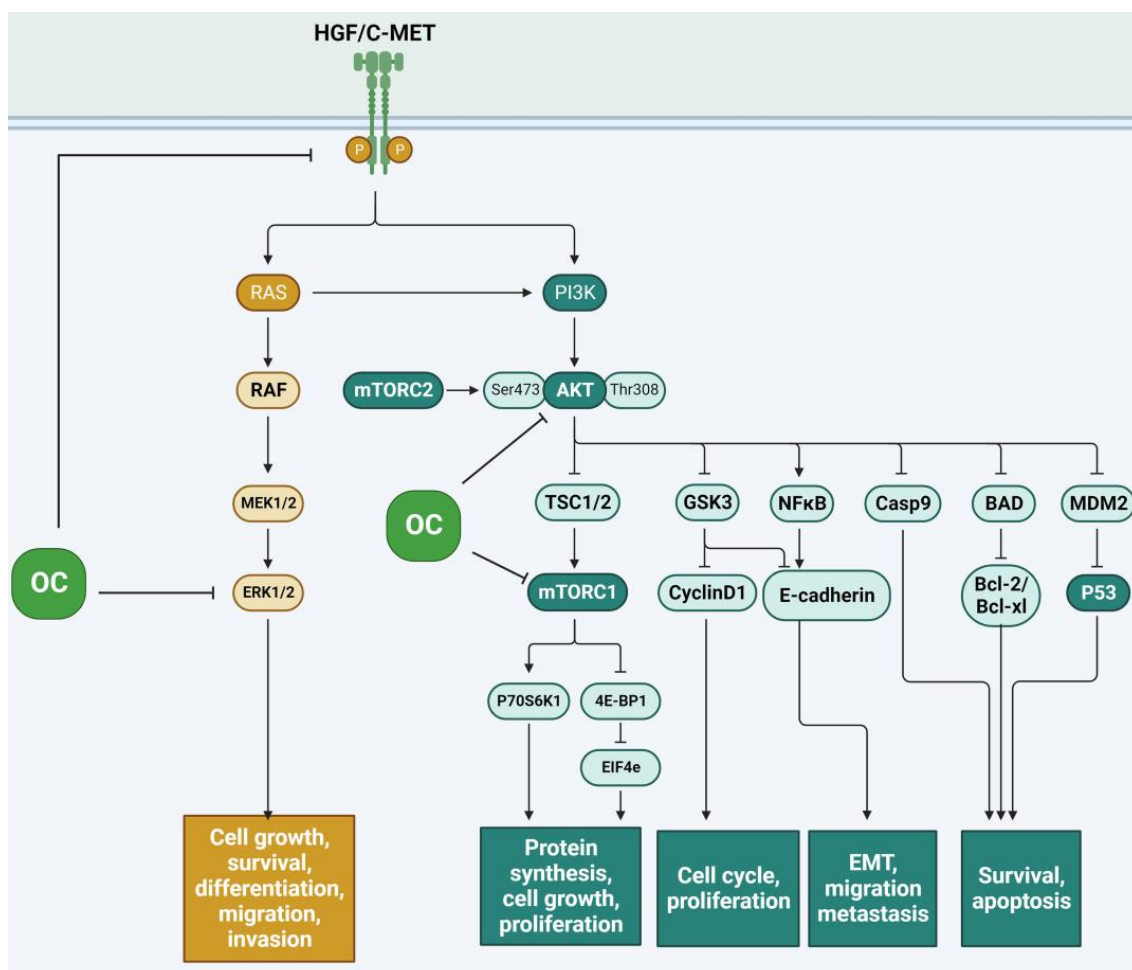 HGF/C-MET
P
P
RAS
PI3K
RAF
mTORC2
Ser473
AKT
Thr308
MEK1/2
OC
TSC1/2
GSK3
NFκB
Casp9
BAD
MDM2
OC
ERK1/2
mTORC1
CyclinD1
E-cadherin
Bcl-2/
Bcl-xl
P53
P70S6K1
4E-BP1
EIF4e
Cell growth,
survival,
differentiation,
migration,
invasion
Protein
synthesis,
cell growth,
proliferation
Cell cycle,
proliferation
EMT,
migration
metastasis
Survival,
apoptosis